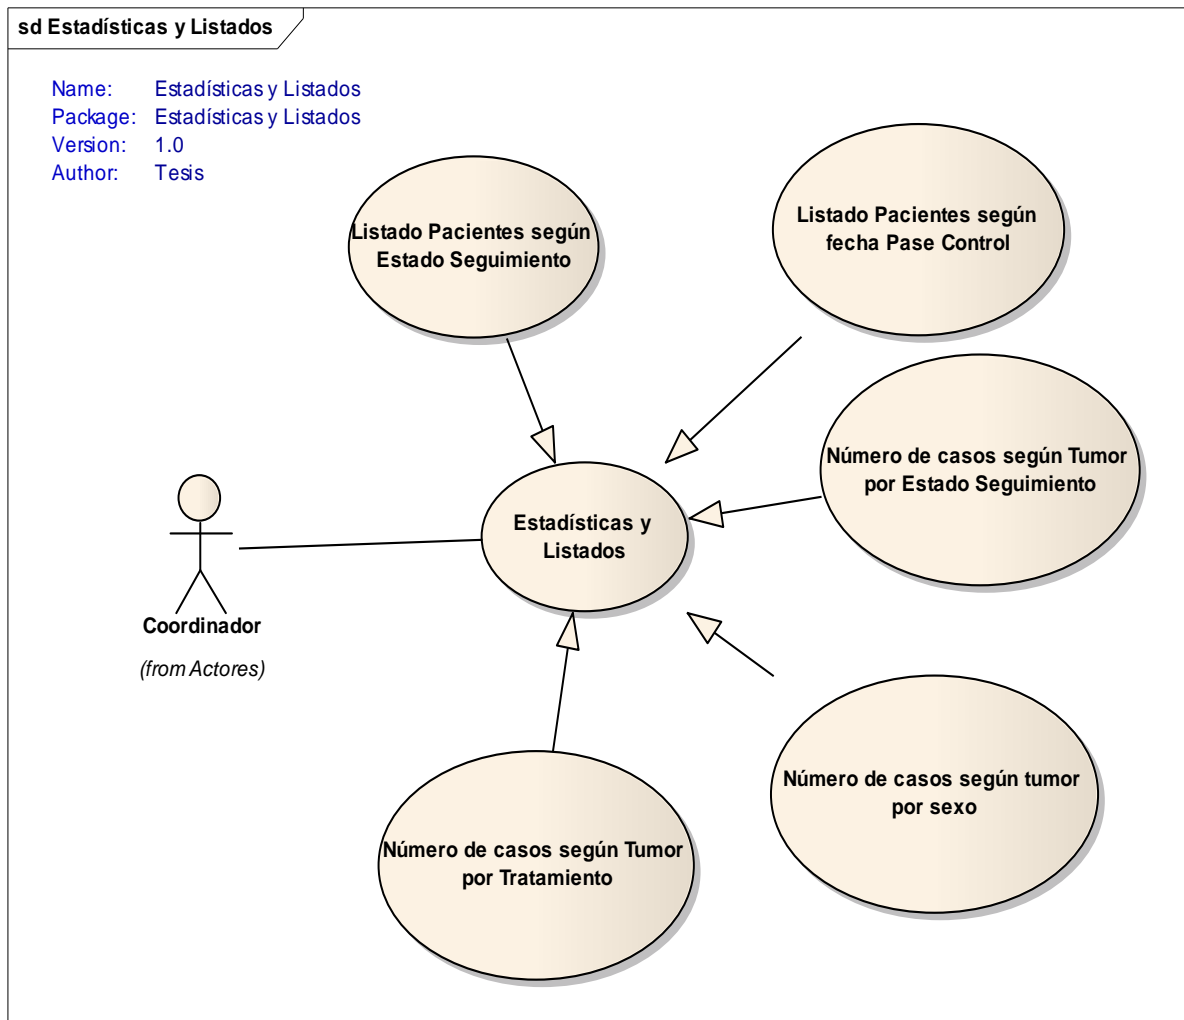 sd Estadísticas y Listados
Name: Estadísticas y Listados
Package: Estadísticas y Listados
Version: 1.0
Author: Tesis
Listado Pacientes según
Estado Seguimiento
Listado Pacientes según
fecha Pase Control
Número de casos según Tumor
por Estado Seguimiento
Estadísticas y
Listados
Coordinador
(from Actores)
Número de casos según tumor
por sexo
Número de casos según Tumor
por Tratamiento